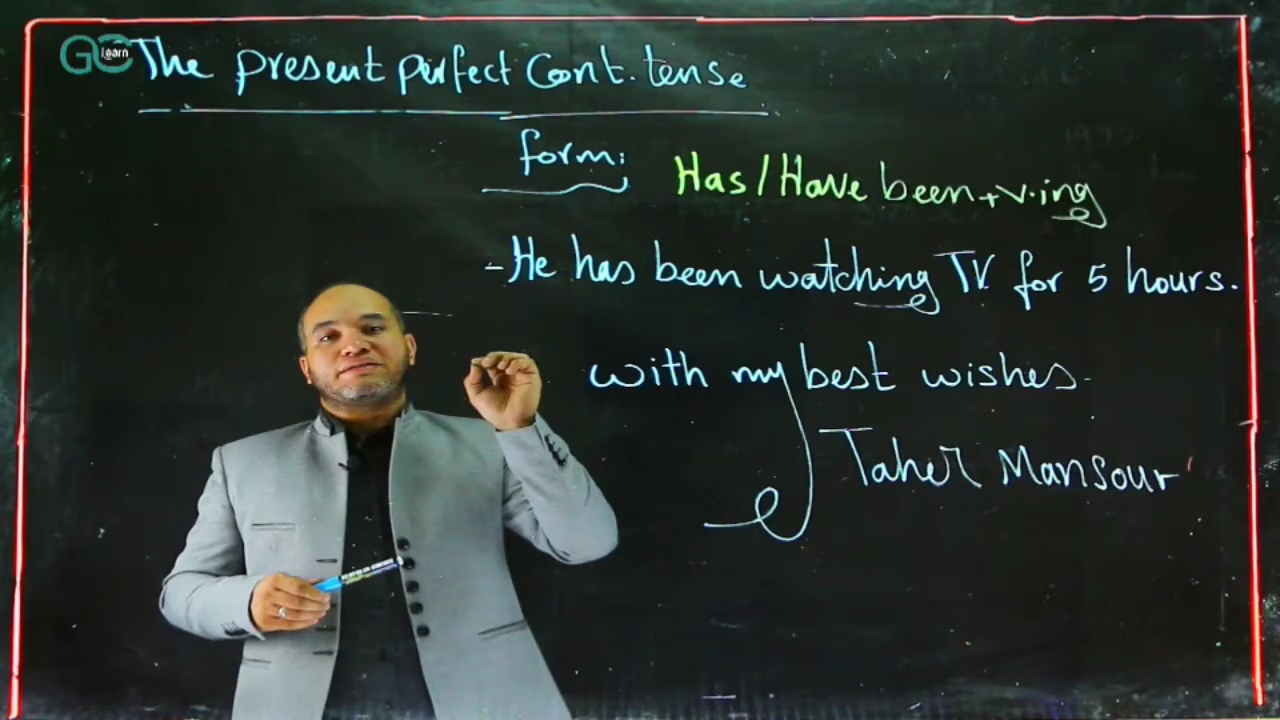 GO Learn
The present perfect Cont. tense
form:
Has/Have been + v.ing
- He has been watching TV for 5 hours.
with my best wishes.
Taher Mansour